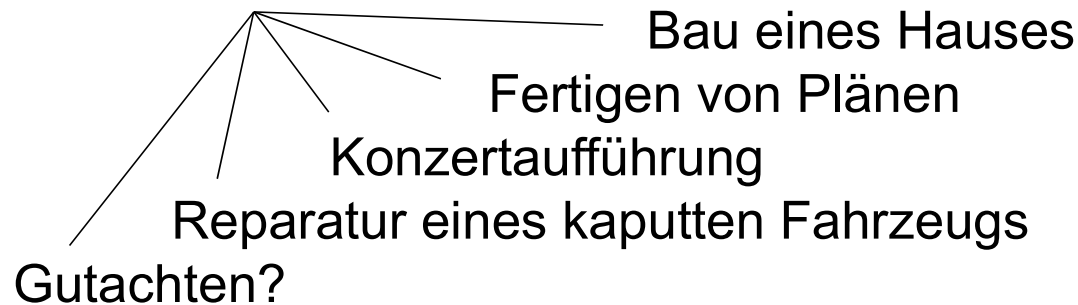 Bau eines Hauses
Fertigen von Plänen
Konzertaufführung
Reparatur eines kaputten Fahrzeugs
Gutachten?